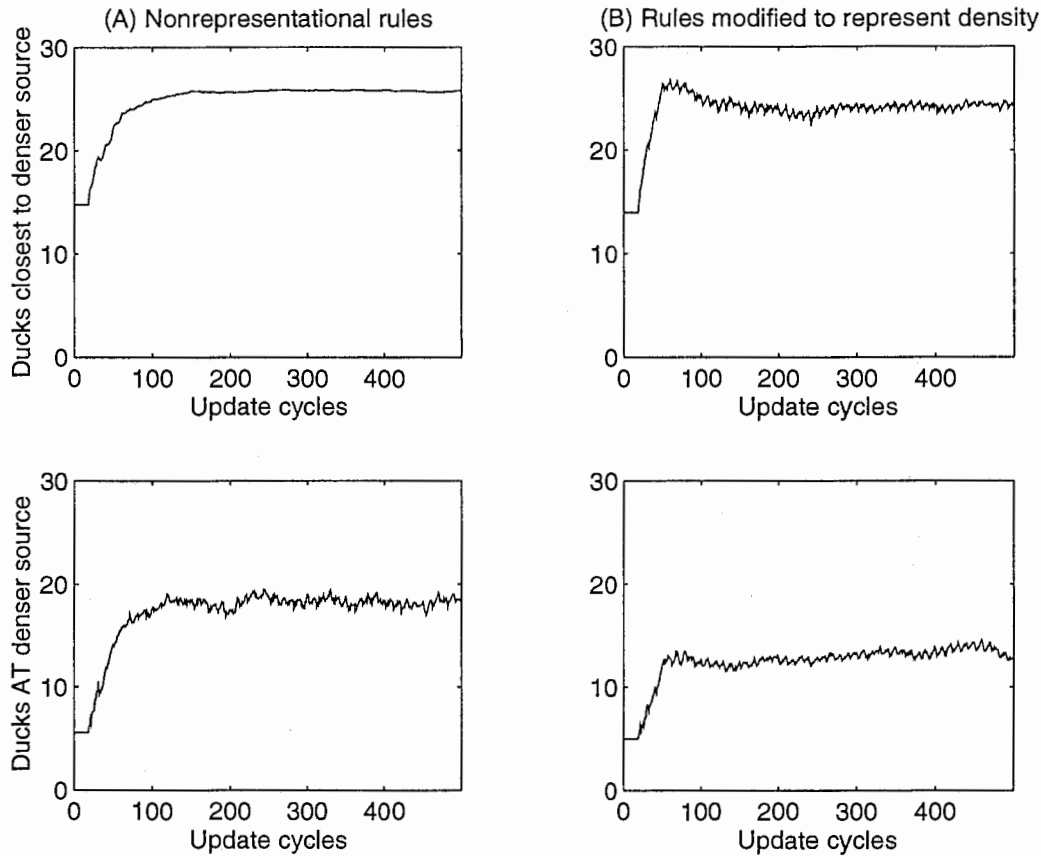 (A) Nonrepresentational rules
(B) Rules modified to represent density
Ducks closest to denser source
30
20
10
0
0 100 200 300 400
Update cycles
30
20
10
0
0 100 200 300 400
Update cycles
Ducks AT denser source
30
20
10
0
0 100 200 300 400
Update cycles
30
20
10
0
0 100 200 300 400
Update cycles